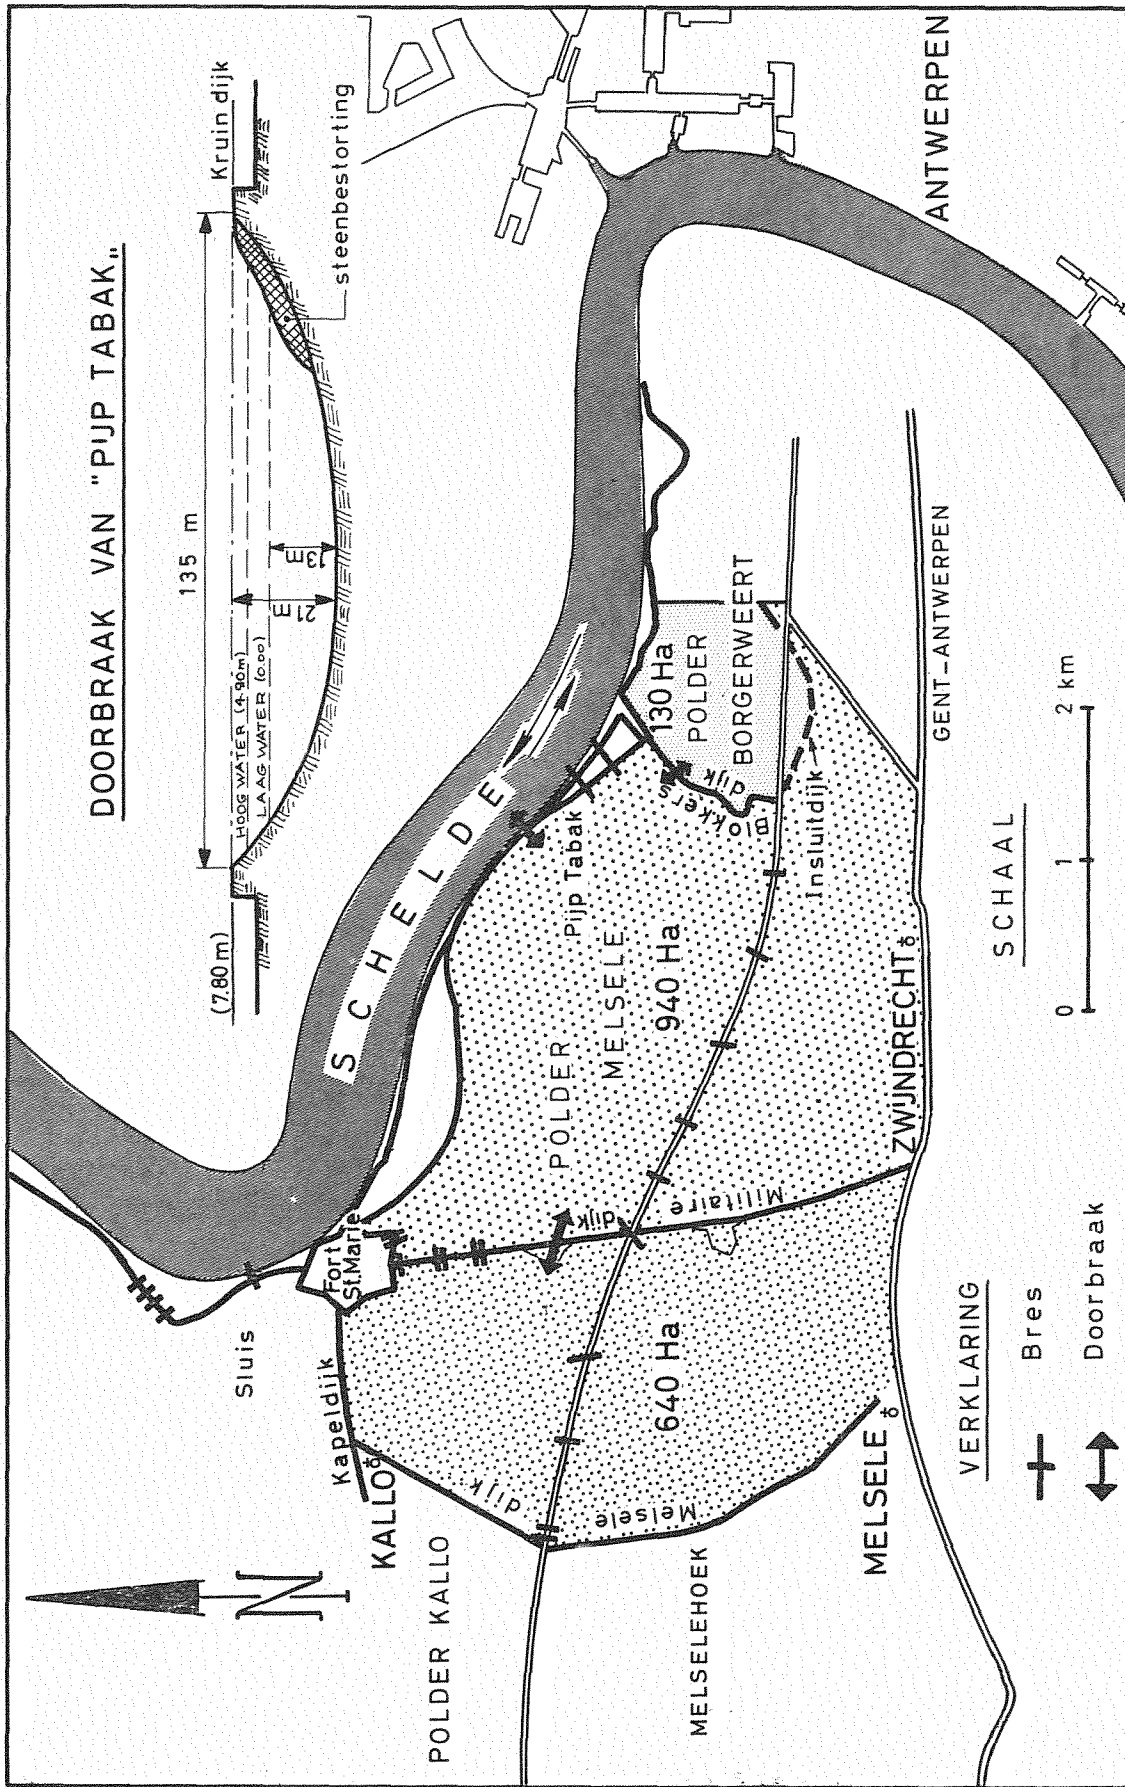 DOORBRAAK VAN "PIJP TABAK„
135 m
Kruin dijk
(7.80 m)
HOOG WATER (4.90m)
LAAG WATER (0.00)
21m
13m
steenbestorting
N
SCHELDE
Sluis
Fort
St.Marie
Kapeldijk
KALLO
POLDER KALLO
Melsele dijk
MELSELEHOEK
640 Ha
Militaire dijk
POLDER
MELSELE
940 Ha
Pijp Tabak
Blokkers dijk
130 Ha
POLDER
BORGERWEERT
Insluitdijk
ANTWERPEN
MELSELE
ZWIJNDRECHT
GENT-ANTWERPEN
VERKLARING
Bres
Doorbraak
SCHAAL
0 1 2 km